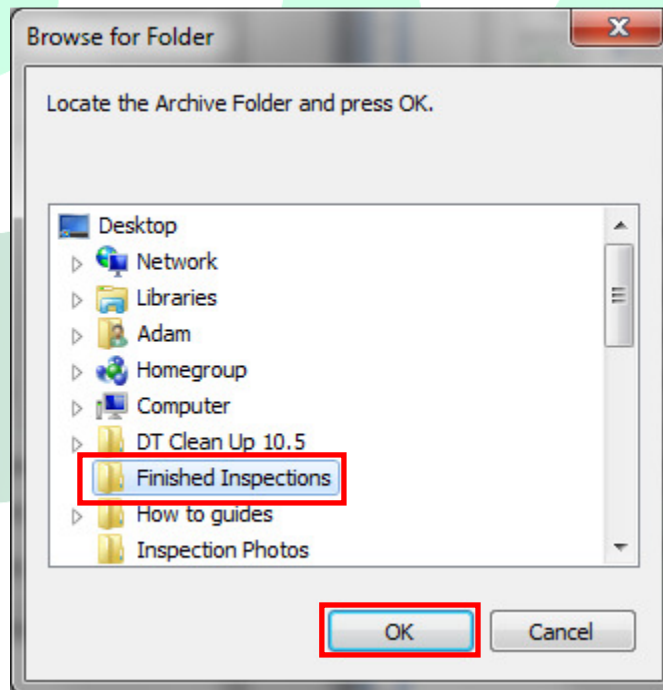 Browse for Folder
Locate the Archive Folder and press OK.
Desktop
Network
Libraries
Adam
Homegroup
Computer
DT Clean Up 10.5
Finished Inspections
How to guides
Inspection Photos
OK Cancel